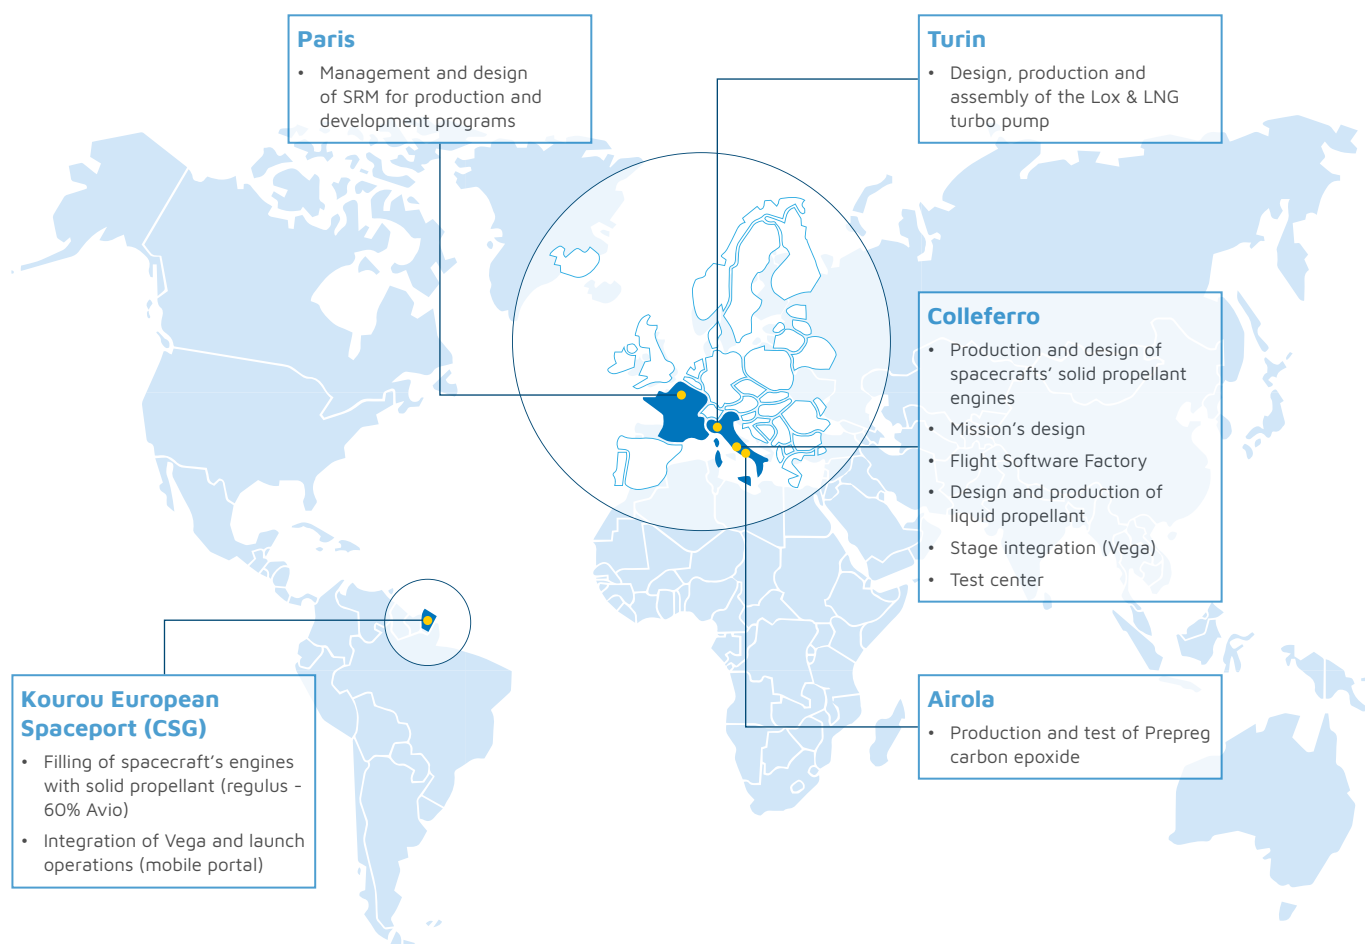 Paris
• Management and design
of SRM for production and
development programs
Turin
• Design, production and
assembly of the Lox & LNG
turbo pump
Colleferro
• Production and design of
spacecrafts’ solid propellant
engines
• Mission’s design
• Flight Software Factory
• Design and production of
liquid propellant
• Stage integration (Vega)
• Test center
Kourou European
Spaceport (CSG)
• Filling of spacecraft’s engines
with solid propellant (regulus -
60% Avio)
• Integration of Vega and launch
operations (mobile portal)
Airola
• Production and test of Prepreg
carbon epoxide